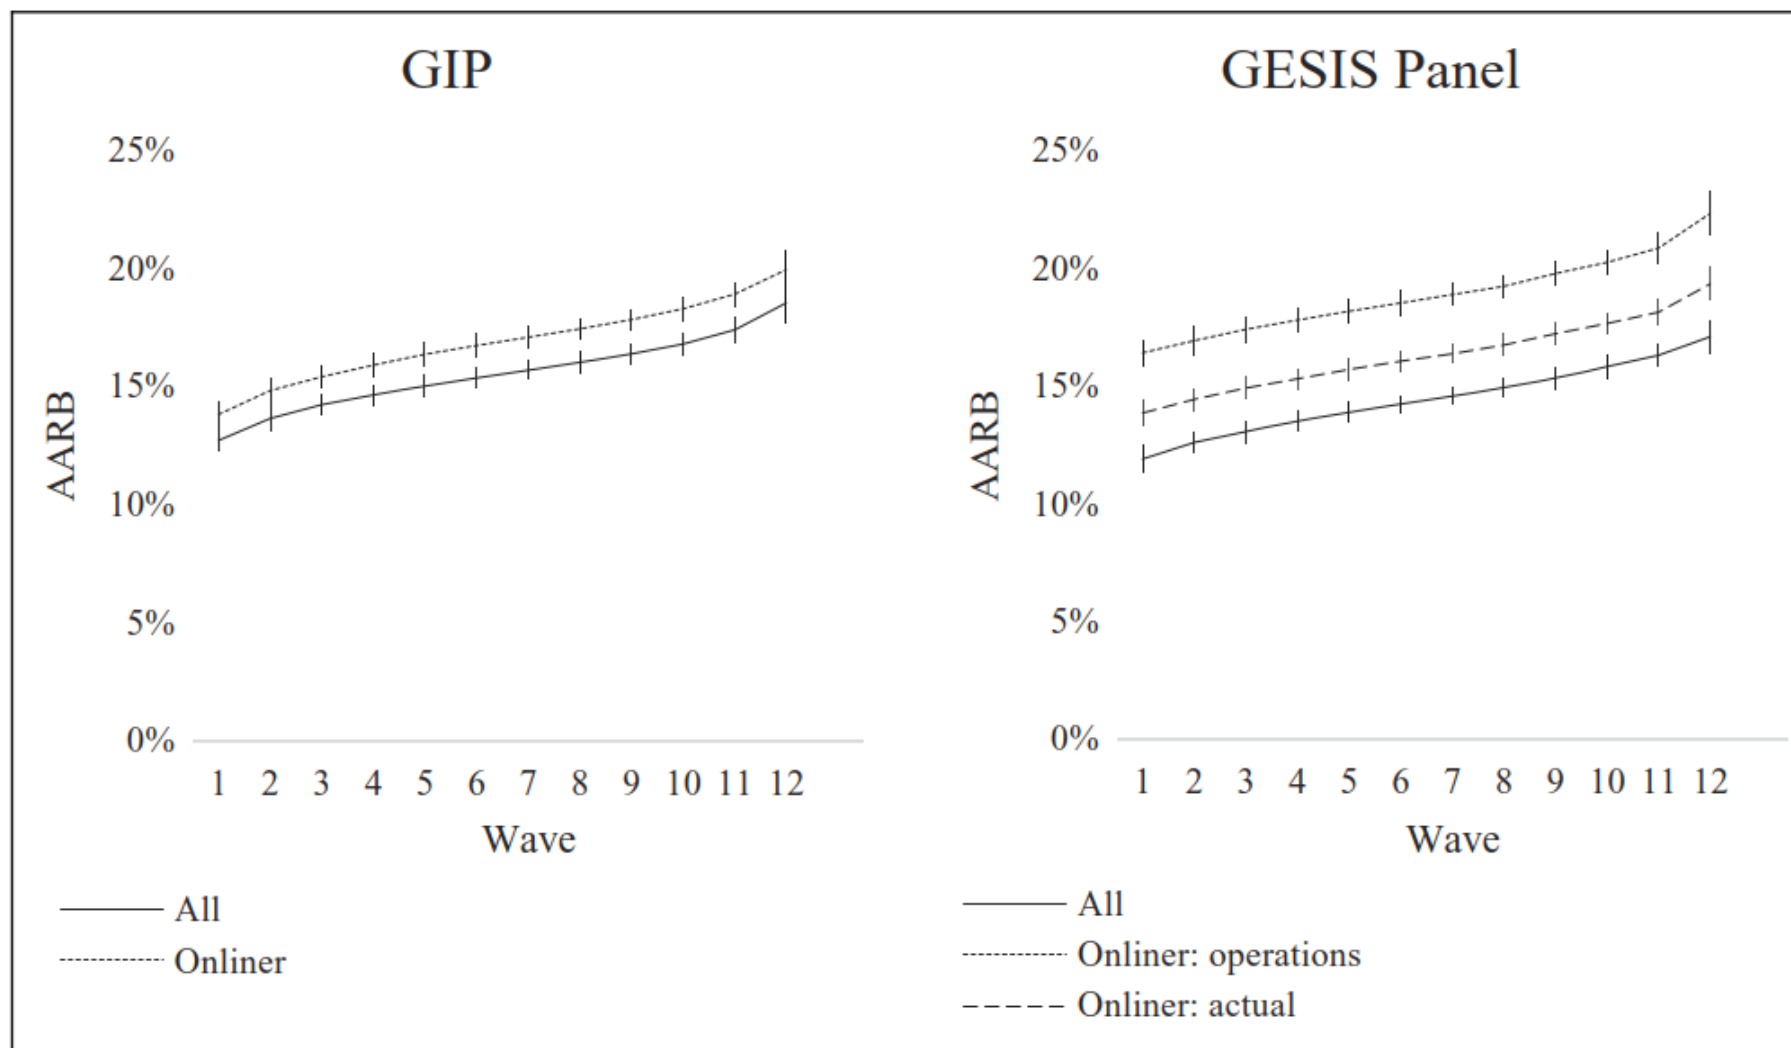 GIP
25%
20%
15%
10%
5%
0%
AARB
1 2 3 4 5 6 7 8 9 10 11 12
Wave
All
Onliner
GESIS Panel
25%
20%
15%
10%
5%
0%
AARB
1 2 3 4 5 6 7 8 9 10 11 12
Wave
All
Onliner: operations
Onliner: actual